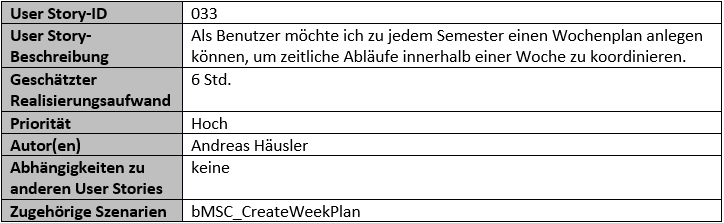 User Story-ID 033
User Story- Als Benutzer möchte ich zu jedem Semester einen Wochenplan anlegen
Beschreibung können, um zeitliche Abläufe innerhalb einer Woche zu koordinieren.
Geschätzter 6 Std.
Realisierungsaufwand
Priorität Hoch
Autor(en) Andreas Häusler
Abhängigkeiten zu keine
anderen User Stories
Zugehörige Szenarien bMSC_CreateWeekPlan